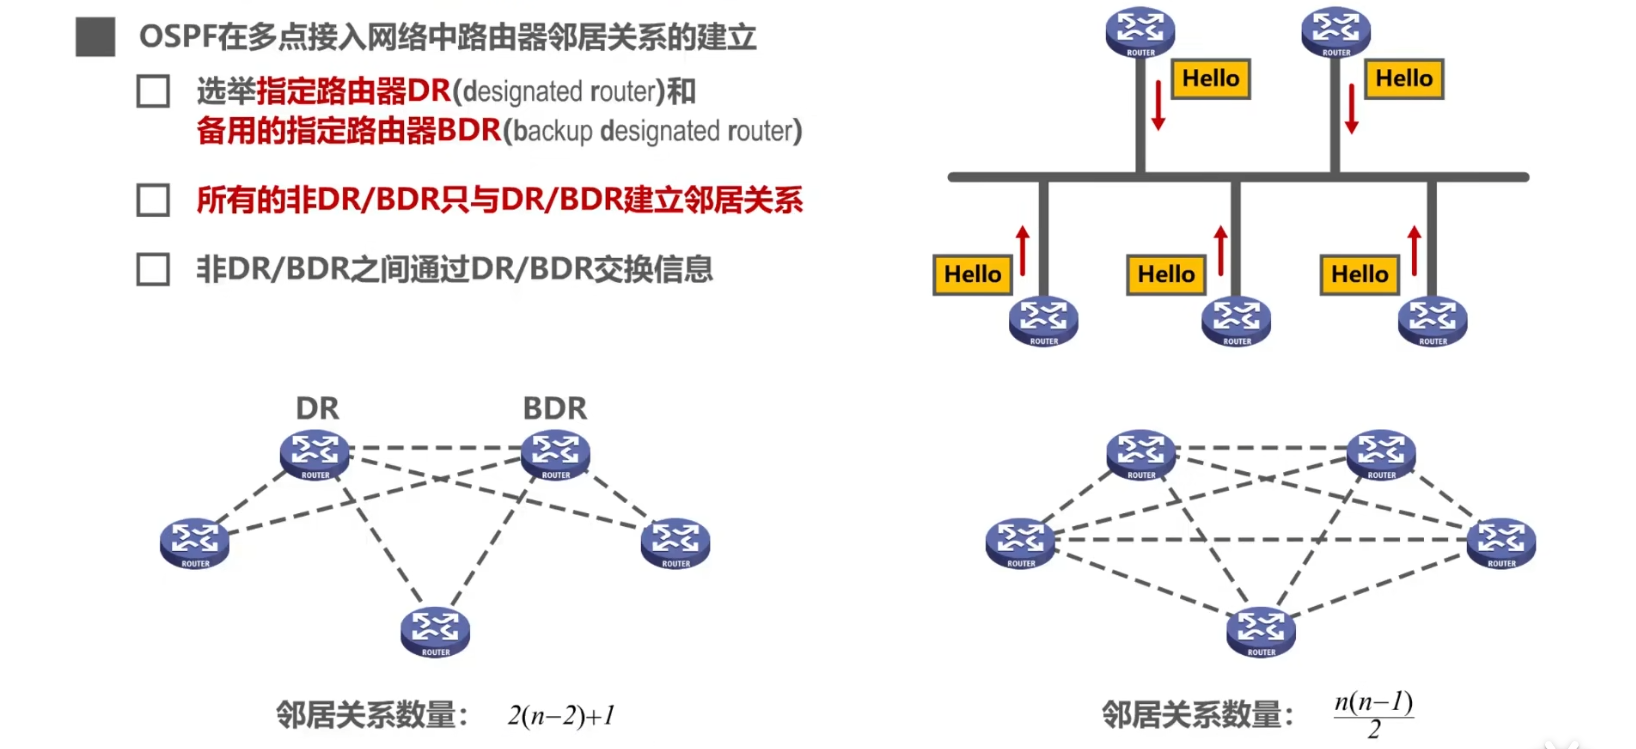 OSPF在多点接入网络中路由器邻居关系的建立
选举指定路由器DR(designated router)和
备用的指定路由器BDR(backup designated router)
所有的非DR/BDR只与DR/BDR建立邻居关系
非DR/BDR之间通过DR/BDR交换信息
ROUTER
ROUTER
Hello
Hello
Hello
Hello
Hello
ROUTER
ROUTER
ROUTER
DR
BDR
ROUTER
ROUTER
ROUTER
ROUTER
ROUTER
邻居关系数量： 2(n−2)+1
ROUTER
ROUTER
ROUTER
ROUTER
ROUTER
邻居关系数量： n(n−1)
2